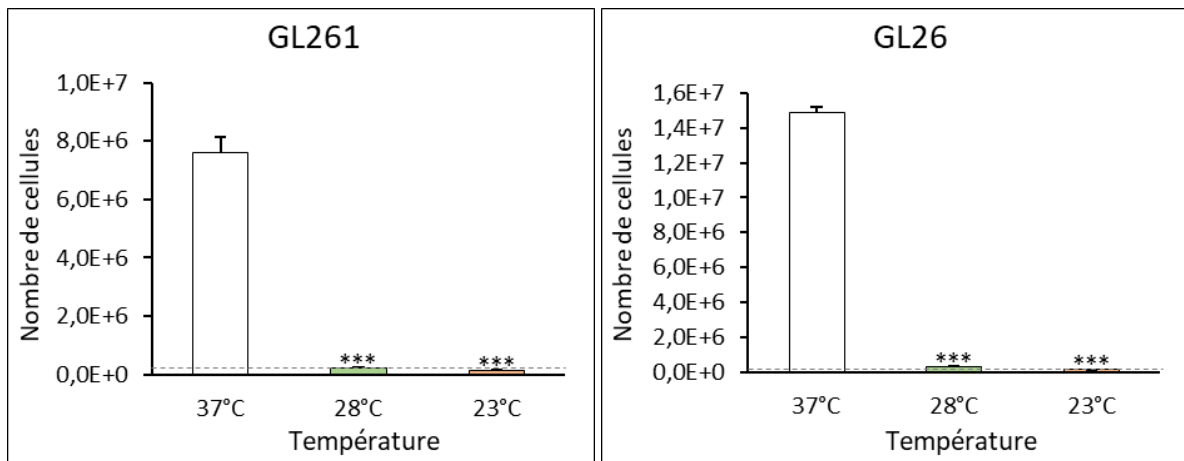 GL261
Nombre de cellules
1,0E+7
8,0E+6
6,0E+6
4,0E+6
2,0E+6
0,0E+0
***
***
37°C
28°C
23°C
Température
GL26
Nombre de cellules
1,6E+7
1,4E+7
1,2E+7
1,0E+7
8,0E+6
6,0E+6
4,0E+6
2,0E+6
0,0E+0
***
***
37°C
28°C
23°C
Température